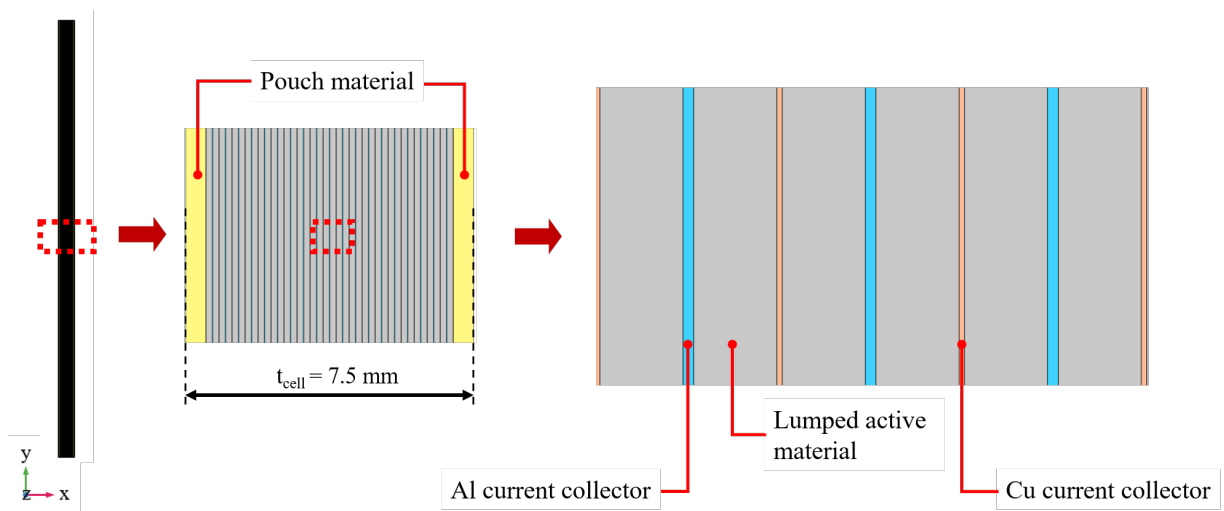 Pouch material
t_cell = 7.5 mm
Lumped active
material
Al current collector
Cu current collector
y
z
x